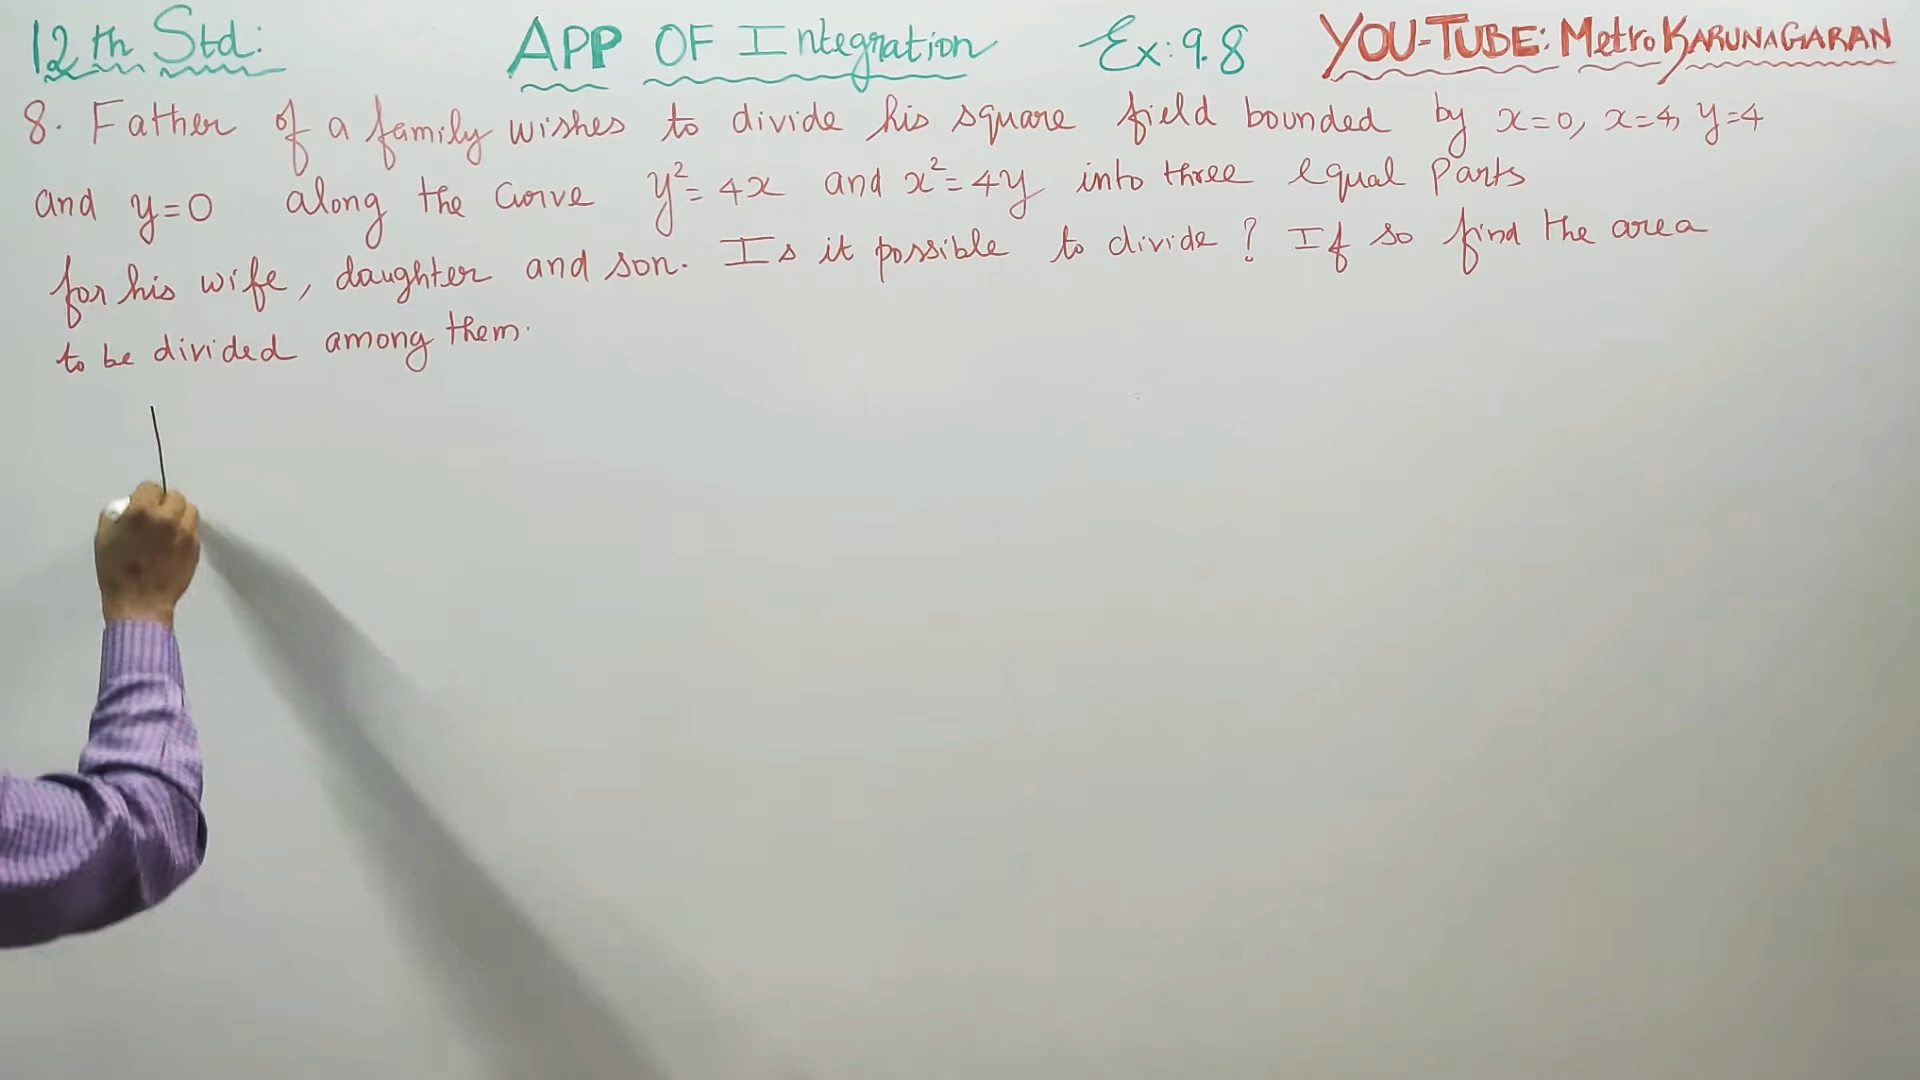 12th Std: APP OF Integration Ex: 9.8 YOU-TUBE: Metro KARUNAGARAN
8. Father of a family wishes to divide his square field bounded by x=0, x=4, y=4
and y=0 along the curve y²=4x and x²=4y into three equal Parts
for his wife, daughter and son. Is it possible to divide? If so find the area
to be divided among them.